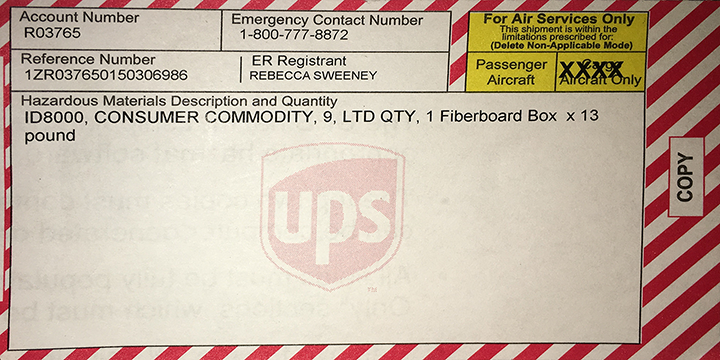 Account Number
R03765
Emergency Contact Number
1-800-777-8872
For Air Services Only
This shipment is within the
limitations prescribed for:
(Delete Non-Applicable Mode)
Reference Number
1ZR037650150306986
ER Registrant
REBECCA SWEENEY
Passenger
Aircraft
XXXX
Aircraft Only
Hazardous Materials Description and Quantity
ID8000, CONSUMER COMMODITY, 9, LTD QTY, 1 Fiberboard Box x 13
pound
ups
TM
COPY